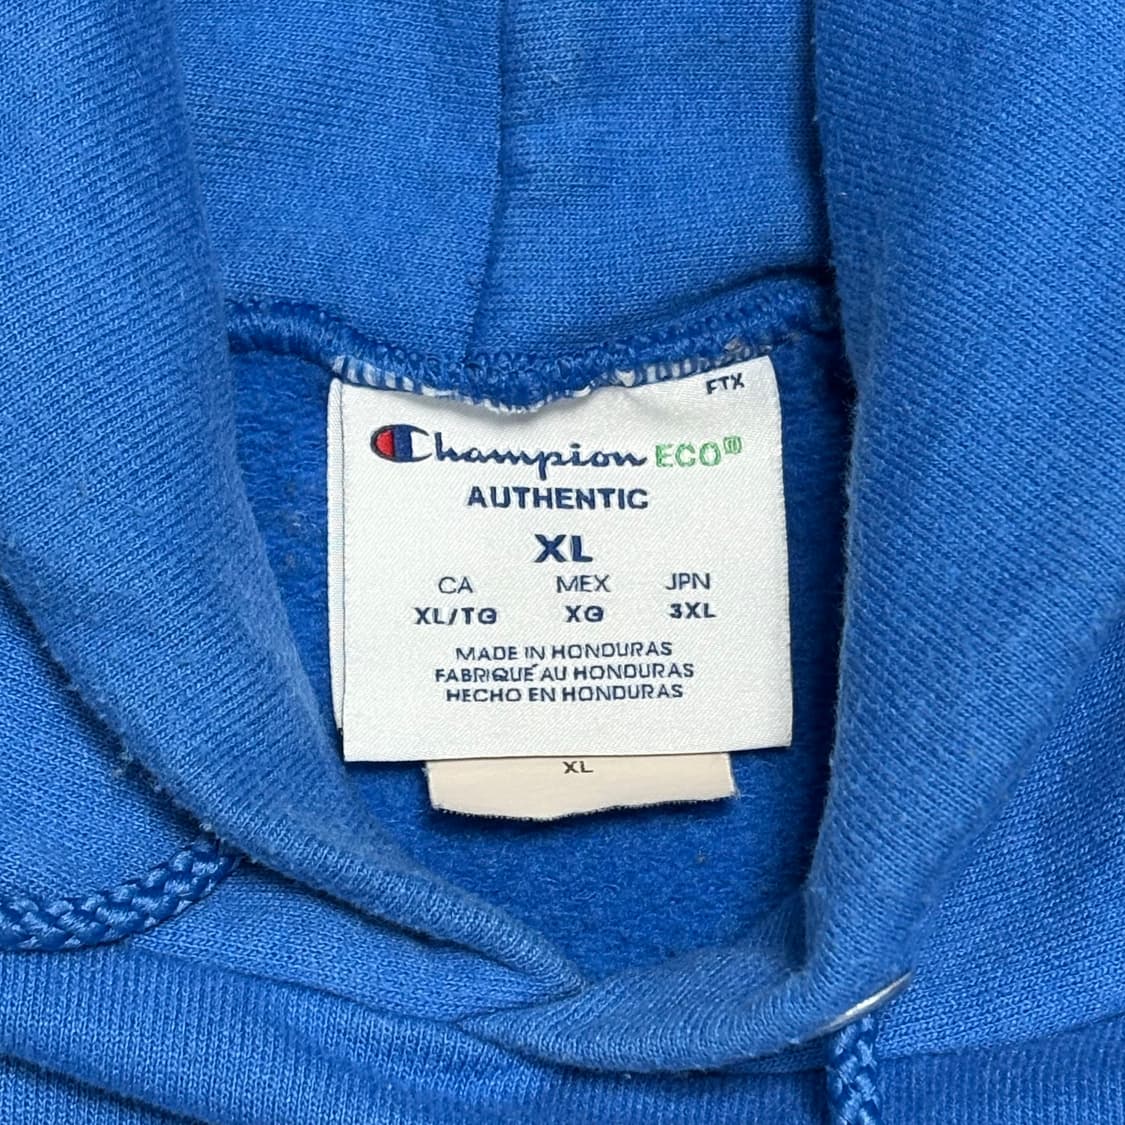 FTX
Champion ECO®
AUTHENTIC
XL
CA MEX JPN
XL/TG XG 3XL
MADE IN HONDURAS
FABRIQUÉ AU HONDURAS
HECHO EN HONDURAS
XL